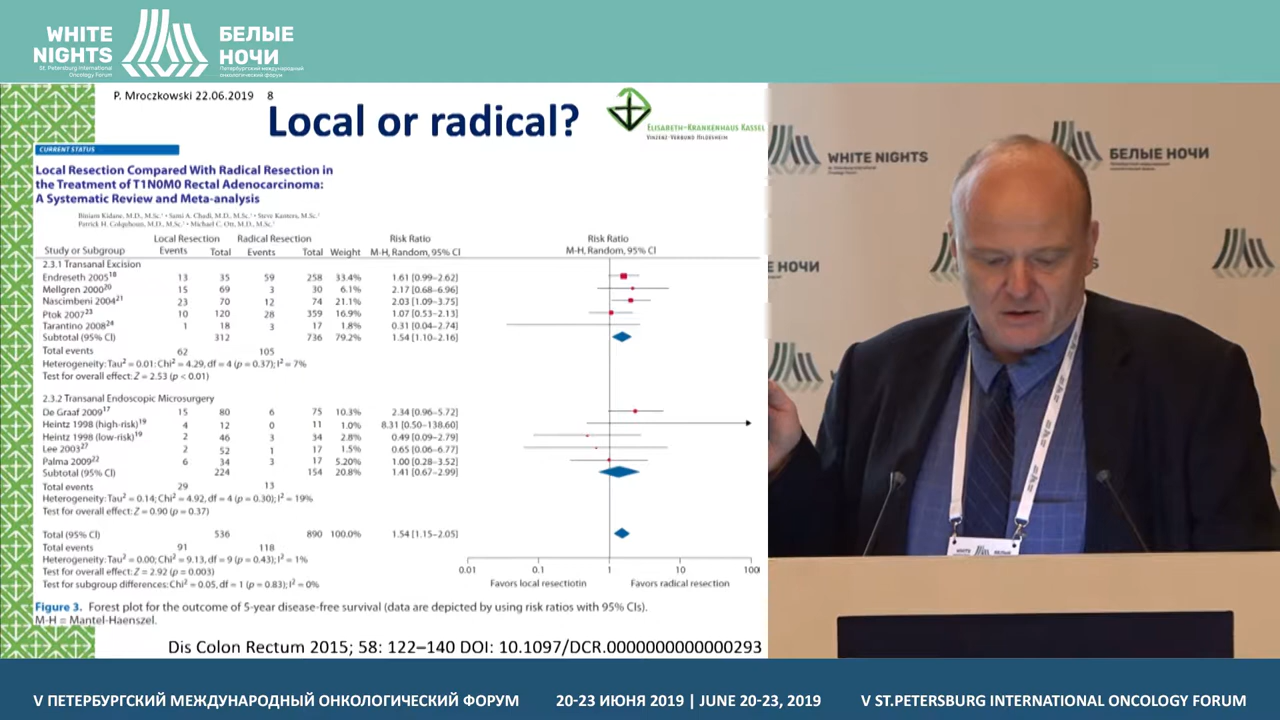 WHITE NIGHTS
St. Petersburg International
Oncology Forum
БЕЛЫЕ НОЧИ
Петербургский международный
онкологический форум
P. Mroczkowski 22.06.2019 8
Local or radical?
ELISABETH-KRANKENHAUS KASSEL
VINZENZ-VERBUND HILDESHEIM
CURRENT STATUS
Local Resection Compared With Radical Resection in
the Treatment of T1N0M0 Rectal Adenocarcinoma:
A Systematic Review and Meta-analysis
Biniam Kidane, M.D., M.Sc.¹ • Sami A. Chadi, M.D., M.Sc.¹ • Steve Kanters, M.Sc.²
Patrick H. Colquhoun, M.D., M.Sc.¹ • Michael C. Ott, M.D., M.Sc.¹
Local Resection Radical Resection Risk Ratio Risk Ratio
Study or Subgroup Events Total Events Total Weight M-H, Random, 95% CI M-H, Random, 95% CI
2.3.1 Transanal Excision
Endreseth 2005¹⁸ 13 35 59 258 33.4% 1.61 (0.99–2.62)
Mellgren 2000²⁰ 15 69 3 30 6.1% 2.17 [0.68–6.96]
Nascimbeni 2004²¹ 23 70 12 74 21.1% 2.03 [1.09–3.75]
Ptok 2007²³ 10 120 28 359 16.9% 1.07 [0.53–2.13]
Tarantino 2008²⁴ 1 18 3 17 1.8% 0.31 (0.04–2.74]
Subtotal (95% CI) 312 736 79.2% 1.54 [1.10–2.16]
Total events 62 105
Heterogeneity: Tau² = 0.01: Chi² = 4.29, df = 4 (p = 0.37); I² = 7%
Test for overall effect: Z = 2.53 (p < 0.01)
2.3.2 Transanal Endoscopic Microsurgery
De Graaf 2009¹⁷ 15 80 6 75 10.3% 2.34 [0.96–5.72]
Heintz 1998 (high-risk)¹⁹ 4 12 0 11 1.0% 8.31 [0.50–138.60]
Heintz 1998 (low-risk)¹⁹ 2 46 3 34 2.8% 0.49 [0.09–2.79]
Lee 2003²⁷ 2 52 1 17 1.5% 0.65 [0.06–6.77]
Palma 2009²² 6 34 3 17 5.20% 1.00 [0.28–3.52]
Subtotal (95% CI) 224 154 20.8% 1.41 [0.67–2.99]
Total events 29 13
Heterogeneity: Tau² = 0.14; Chi² = 4.92, df = 4 (p = 0.30); I² = 19%
Test for overall effect: Z = 0.90 (p = 0.37)
Total (95% CI) 536 890 100.0% 1.54 [1.15–2.05]
Total events 91 118
Heterogeneity: Tau² = 0.00; Chi² = 9.13, df = 9 (p = 0.43); I² = 1%
Test for overall effect: Z = 2.92 (p = 0.003)
Test for subgroup differences: Chi² = 0.05, df = 1 (p = 0.83); I² = 0%
0.01 0.1 1 10 100
Favors local resectiotin Favors radical resection
Figure 3. Forest plot for the outcome of 5-year disease-free survival (data are depicted by using risk ratios with 95% CIs).
M-H = Mantel-Haenszel.
Dis Colon Rectum 2015; 58: 122–140 DOI: 10.1097/DCR.0000000000000293
WHITE NIGHTS
БЕЛЫЕ НОЧИ
НОЧИ
WHITE NIGHTS
БЕЛЫЕ
V ПЕТЕРБУРГСКИЙ МЕЖДУНАРОДНЫЙ ОНКОЛОГИЧЕСКИЙ ФОРУМ 20-23 ИЮНЯ 2019 | JUNE 20-23, 2019 V ST.PETERSBURG INTERNATIONAL ONCOLOGY FORUM